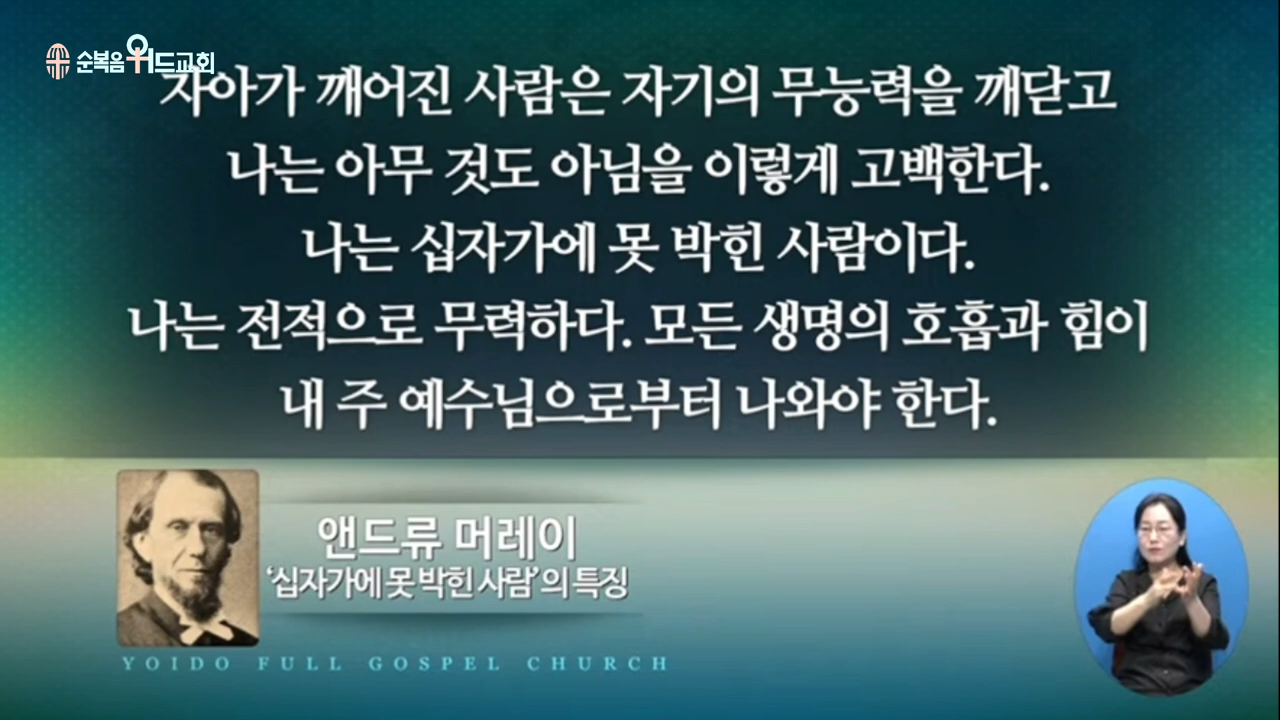 순복음위드교회
자아가 깨어진 사람은 자기의 무능력을 깨닫고
나는 아무 것도 아님을 이렇게 고백한다.
나는 십자가에 못 박힌 사람이다.
나는 전적으로 무력하다. 모든 생명의 호흡과 힘이
내 주 예수님으로부터 나와야 한다.
앤드류 머레이
‘십자가에 못 박힌 사람’의 특징
YOIDO FULL GOSPEL CHURCH